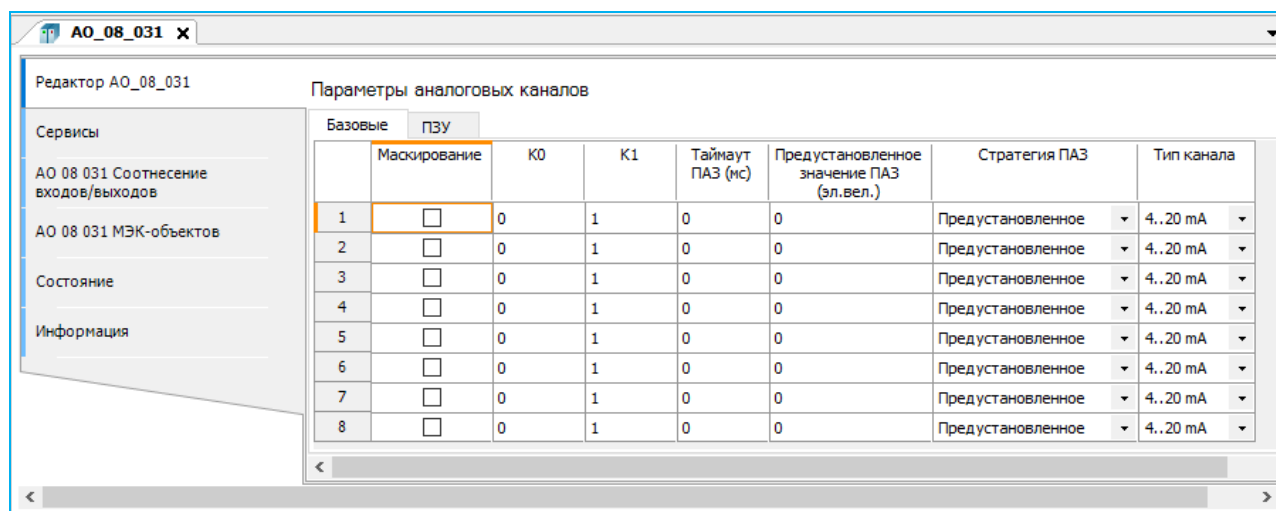 AO_08_031
Редактор AO_08_031
Сервисы
АО 08 031 Соотнесение
входов/выходов
АО 08 031 МЭК-объектов
Состояние
Информация
Параметры аналоговых каналов
Базовые ПЗУ
Маскирование K0 K1 Таймаут ПАЗ (мс) Предустановленное значение ПАЗ (эл.вел.) Стратегия ПАЗ Тип канала
1 0 1 0 0 Предустановленное 4..20 mA
2 0 1 0 0 Предустановленное 4..20 mA
3 0 1 0 0 Предустановленное 4..20 mA
4 0 1 0 0 Предустановленное 4..20 mA
5 0 1 0 0 Предустановленное 4..20 mA
6 0 1 0 0 Предустановленное 4..20 mA
7 0 1 0 0 Предустановленное 4..20 mA
8 0 1 0 0 Предустановленное 4..20 mA